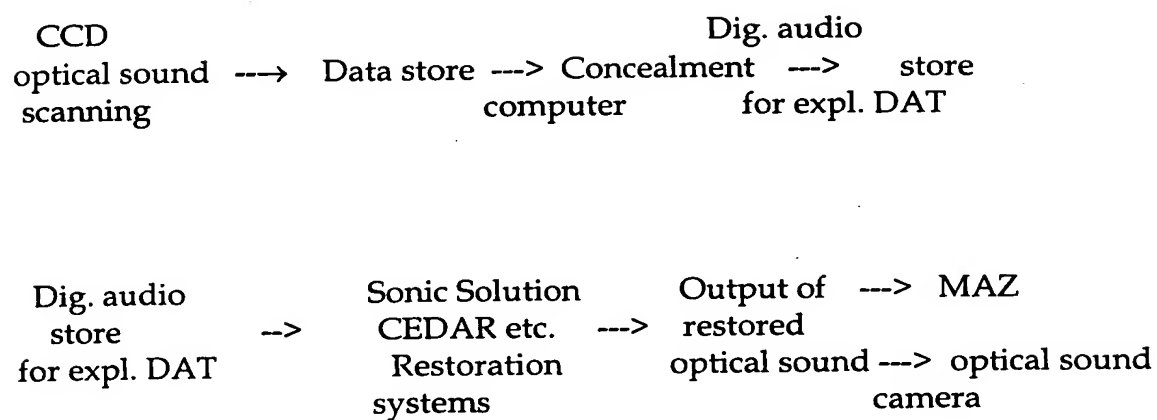 CCD Dig. audio
optical sound ---→ Data store ---> Concealment ---> store
scanning computer for expl. DAT
Dig. audio Sonic Solution Output of ---> MAZ
store --> CEDAR etc. ---> restored
for expl. DAT Restoration optical sound ---> optical sound
systems camera